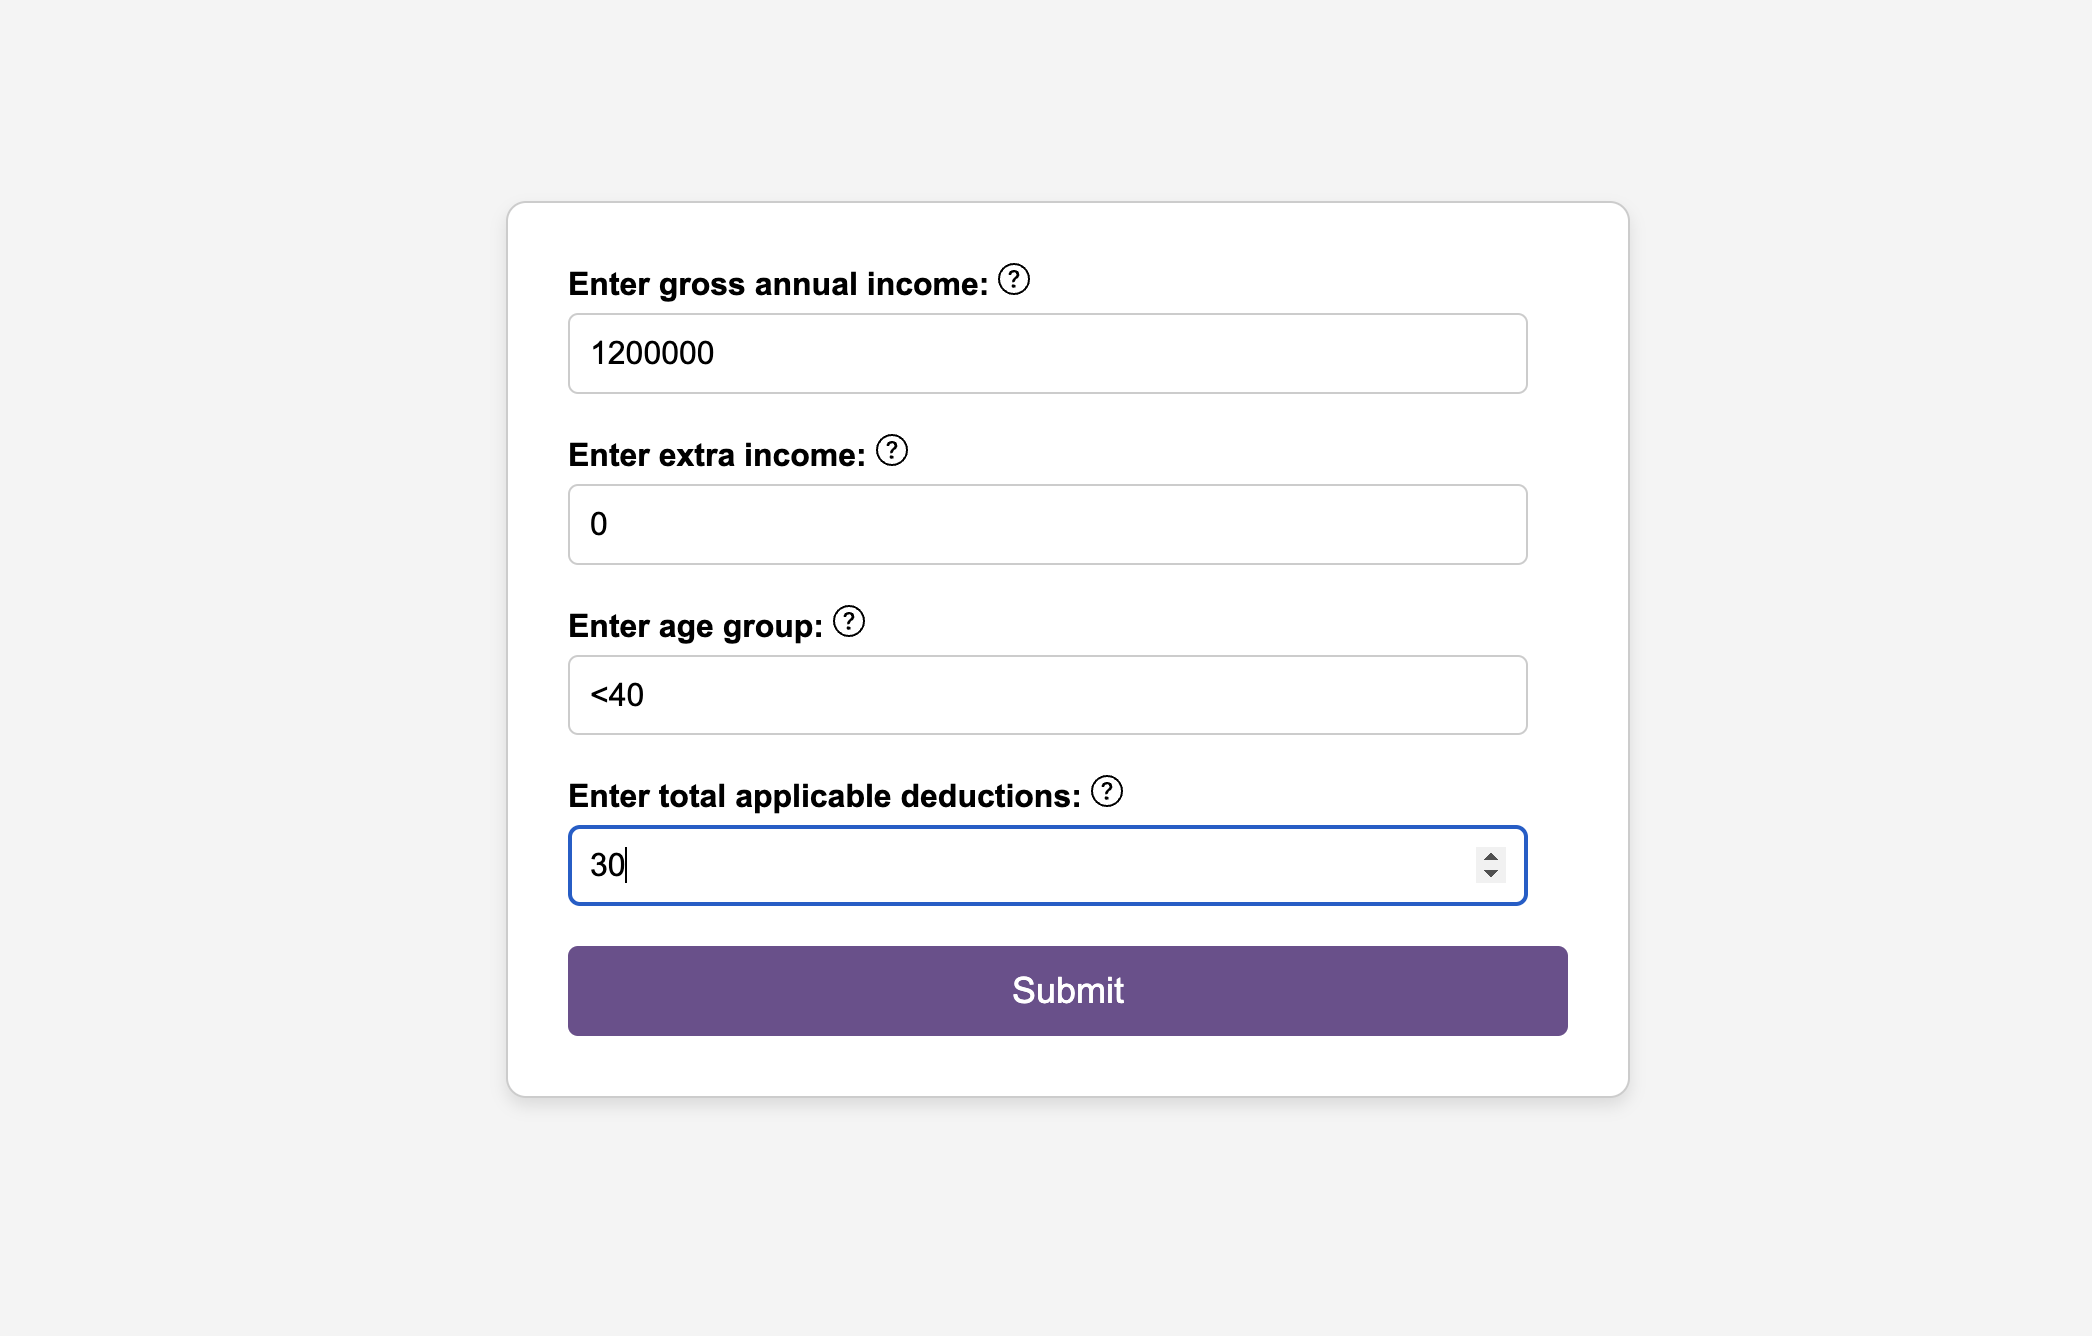 Enter gross annual income: ?
1200000
Enter extra income: ?
0
Enter age group: ?
<40
Enter total applicable deductions: ?
30
Submit